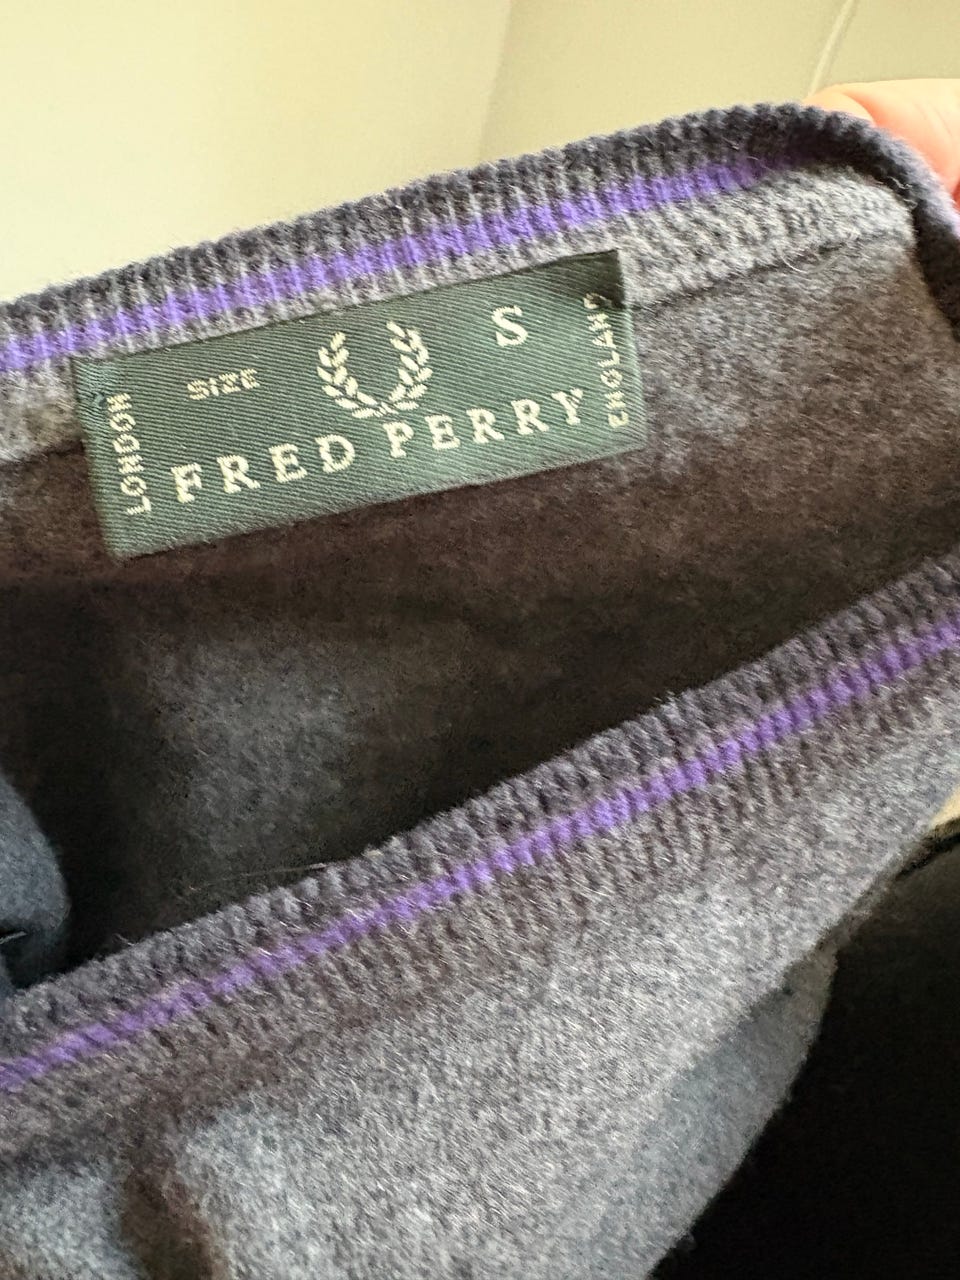 LONDON
SIZE S
FRED PERRY
ENGLAND